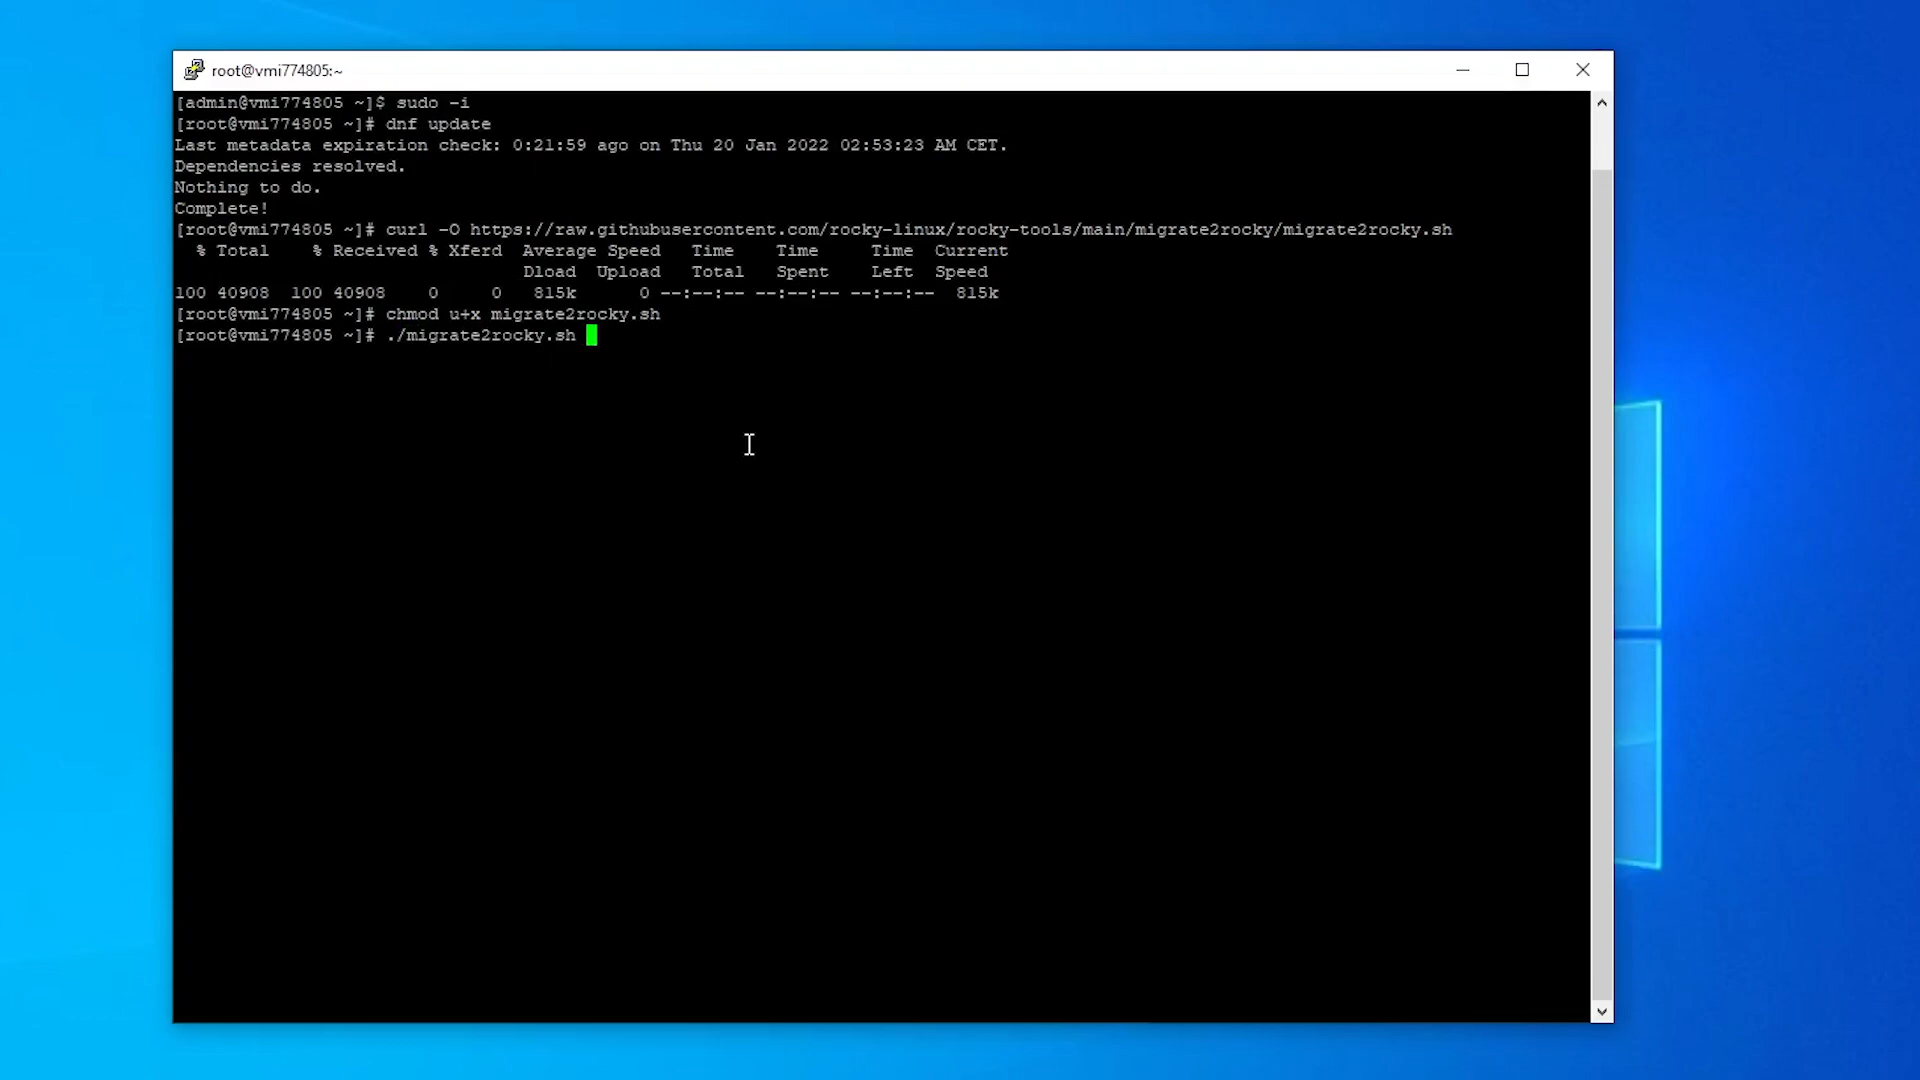 root@vmi774805:~
[admin@vmi774805 ~]$ sudo -i
[root@vmi774805 ~]# dnf update
Last metadata expiration check: 0:21:59 ago on Thu 20 Jan 2022 02:53:23 AM CET.
Dependencies resolved.
Nothing to do.
Complete!
[root@vmi774805 ~]# curl -O https://raw.githubusercontent.com/rocky-linux/rocky-tools/main/migrate2rocky/migrate2rocky.sh
  % Total    % Received % Xferd  Average Speed   Time    Time     Time  Current
                                 Dload  Upload   Total   Spent    Left  Speed
100 40908  100 40908    0     0   815k      0 --:--:-- --:--:-- --:--:--  815k
[root@vmi774805 ~]# chmod u+x migrate2rocky.sh
[root@vmi774805 ~]# ./migrate2rocky.sh